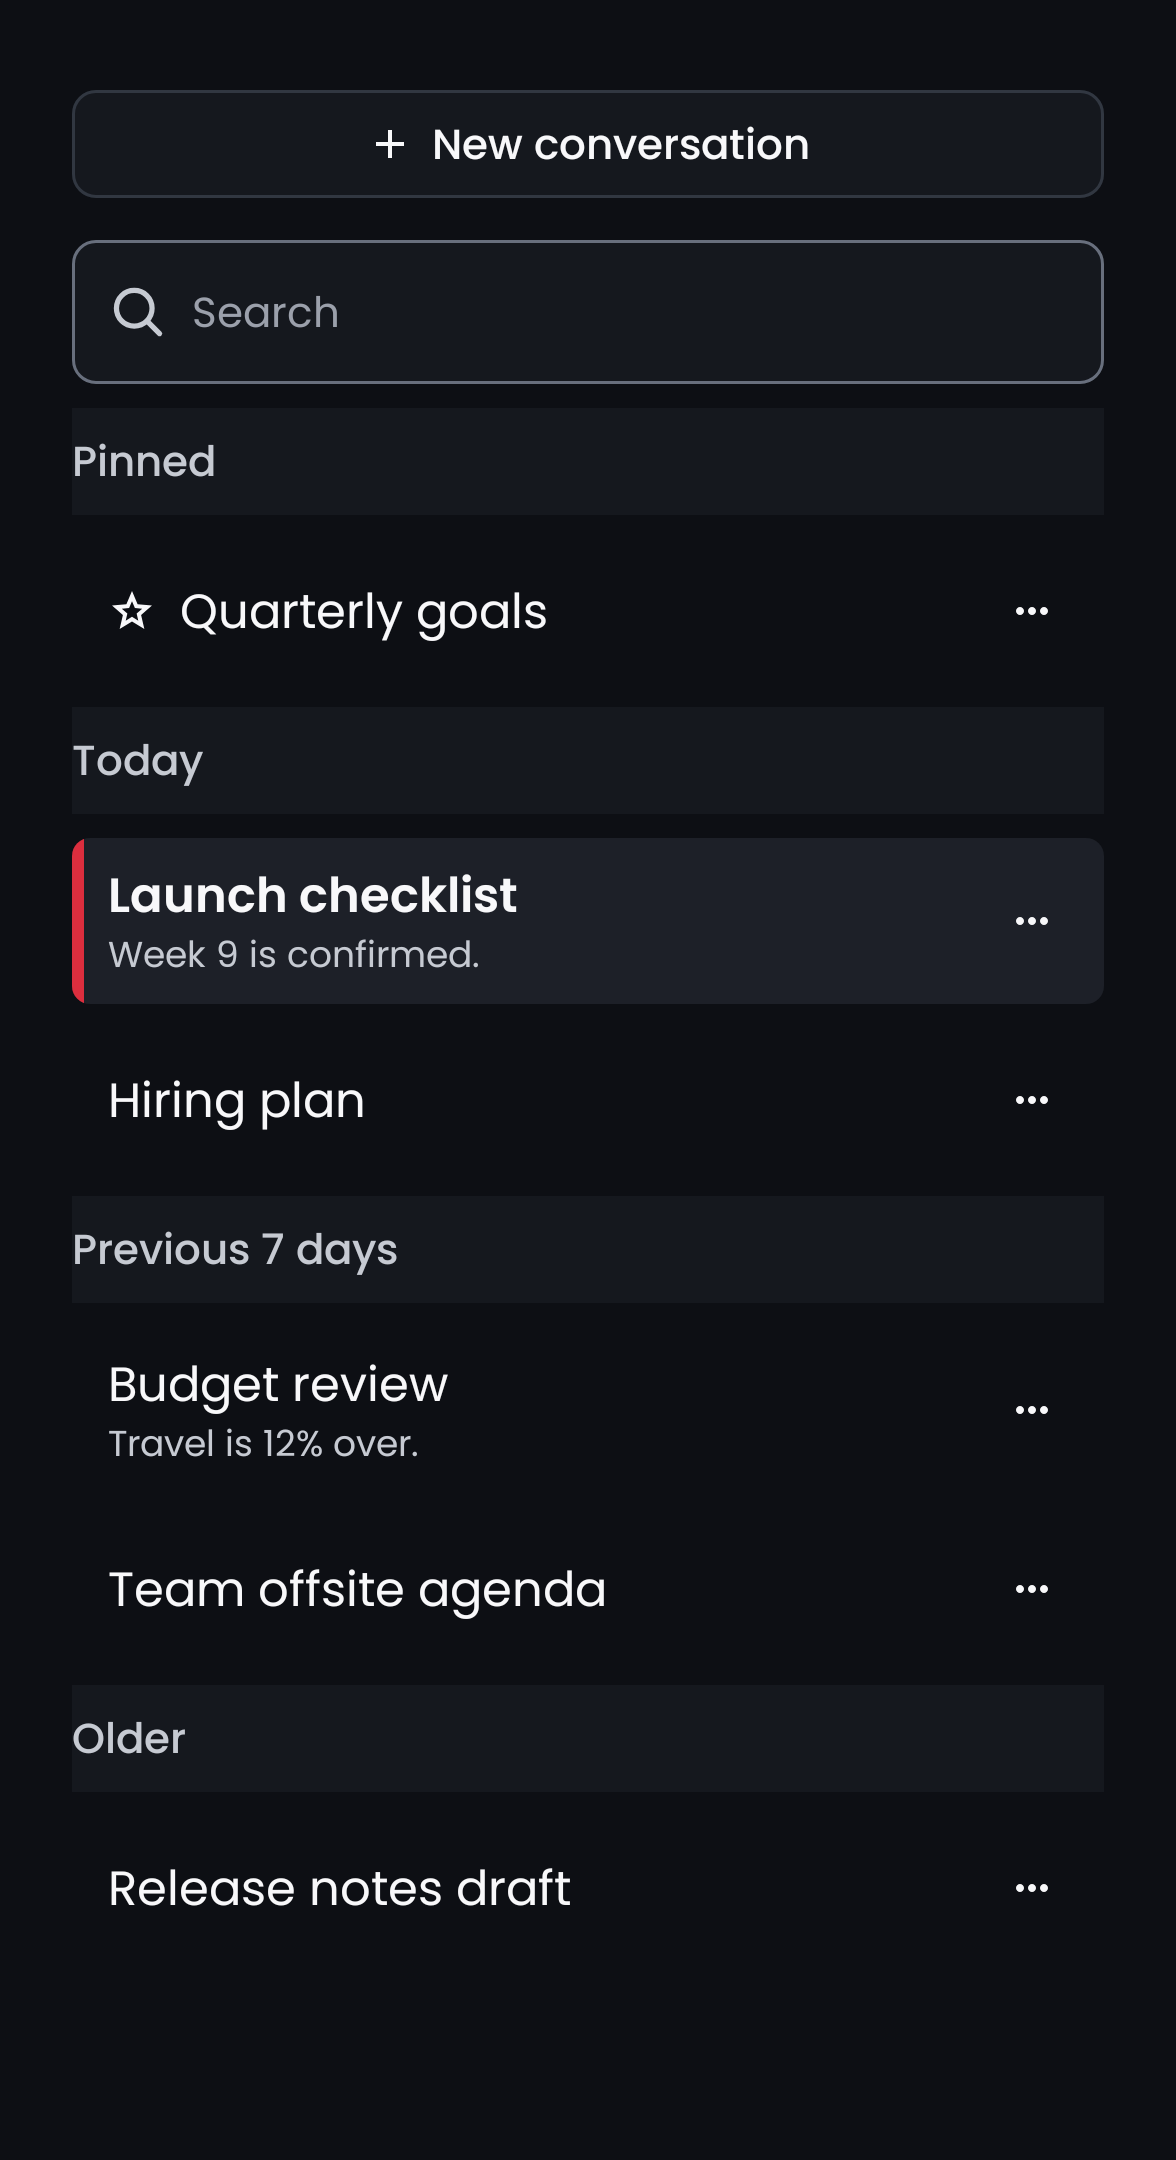 New conversation
Search
Pinned
Quarterly goals
Today
Launch checklist
Week 9 is confirmed.
Hiring plan
Previous 7 days
Budget review
Travel is 12% over.
Team offsite agenda
Older
Release notes draft